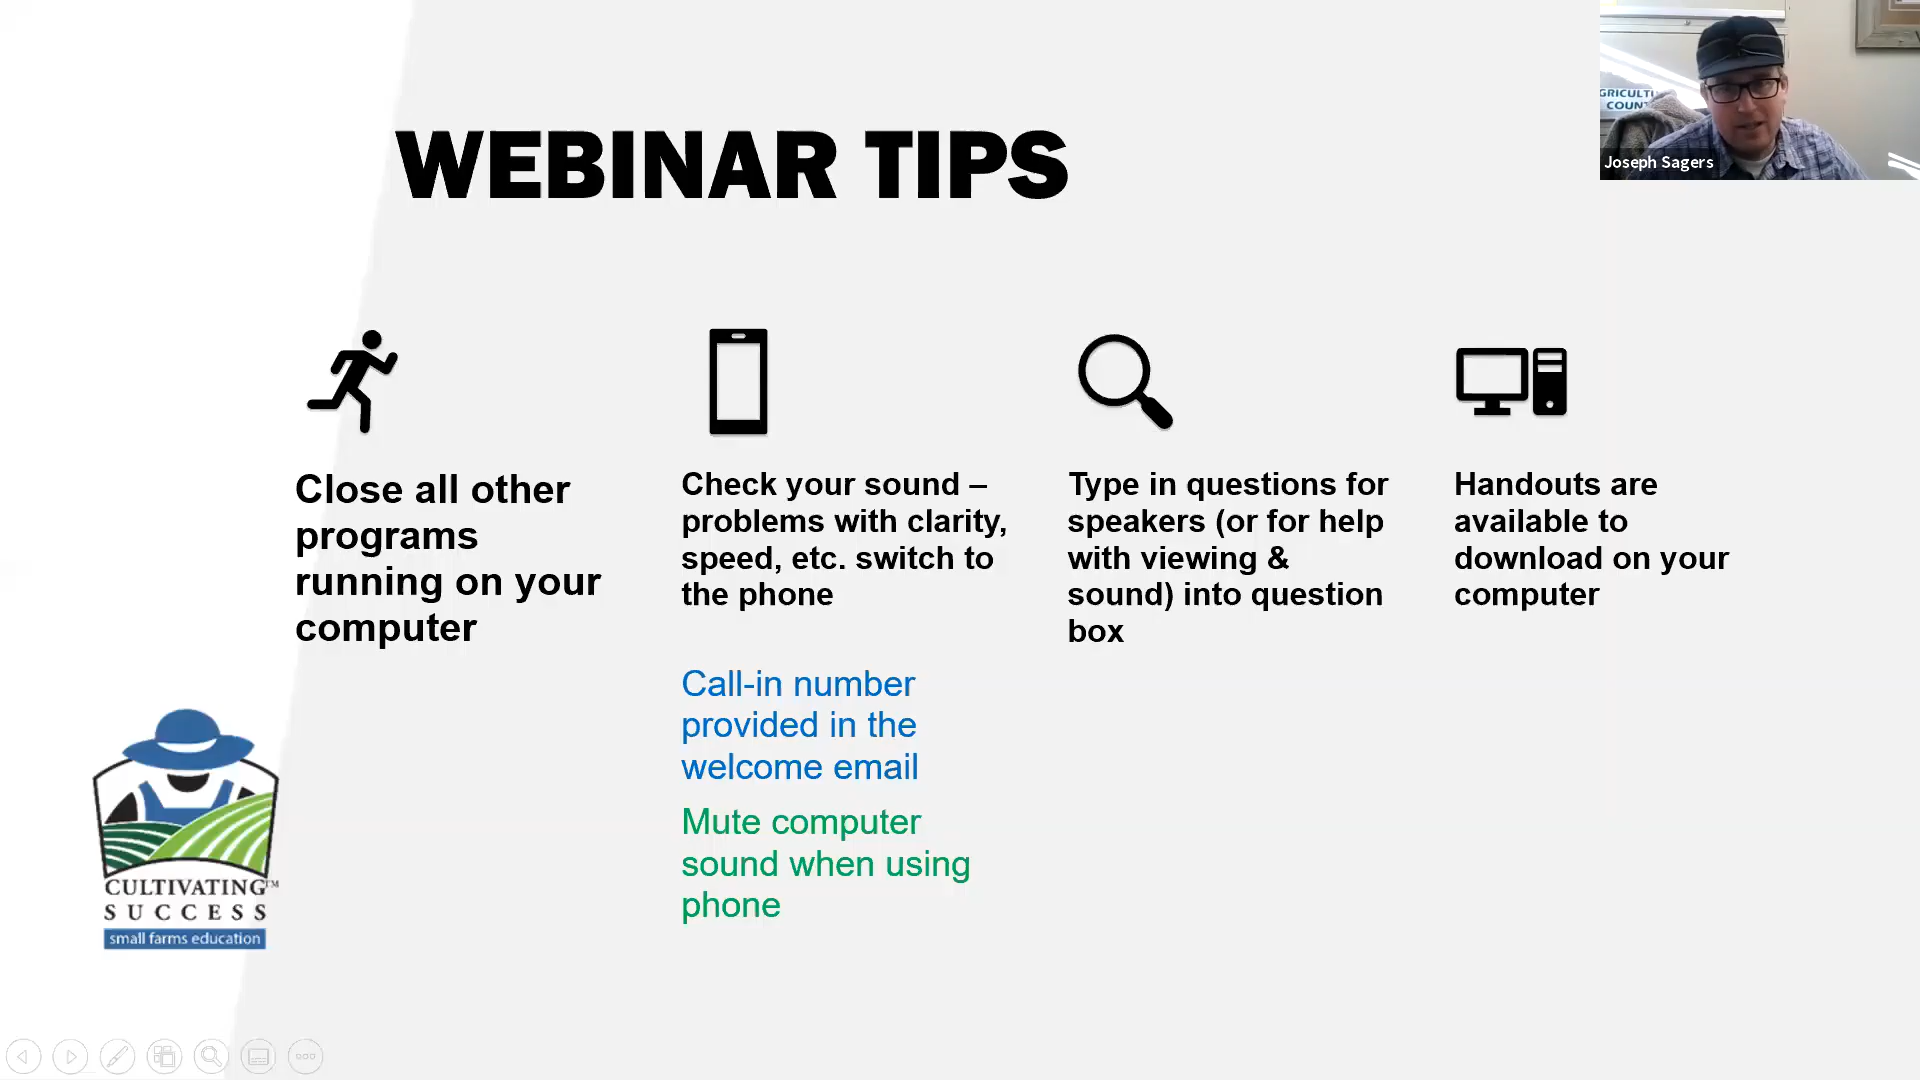 WEBINAR TIPS
GRICULTU
COUN
Joseph Sagers
Close all other
programs
running on your
computer
Check your sound –
problems with clarity,
speed, etc. switch to
the phone
Call-in number
provided in the
welcome email
Mute computer
sound when using
phone
Type in questions for
speakers (or for help
with viewing &
sound) into question
box
Handouts are
available to
download on your
computer
CULTIVATING™
SUCCESS
small farms education